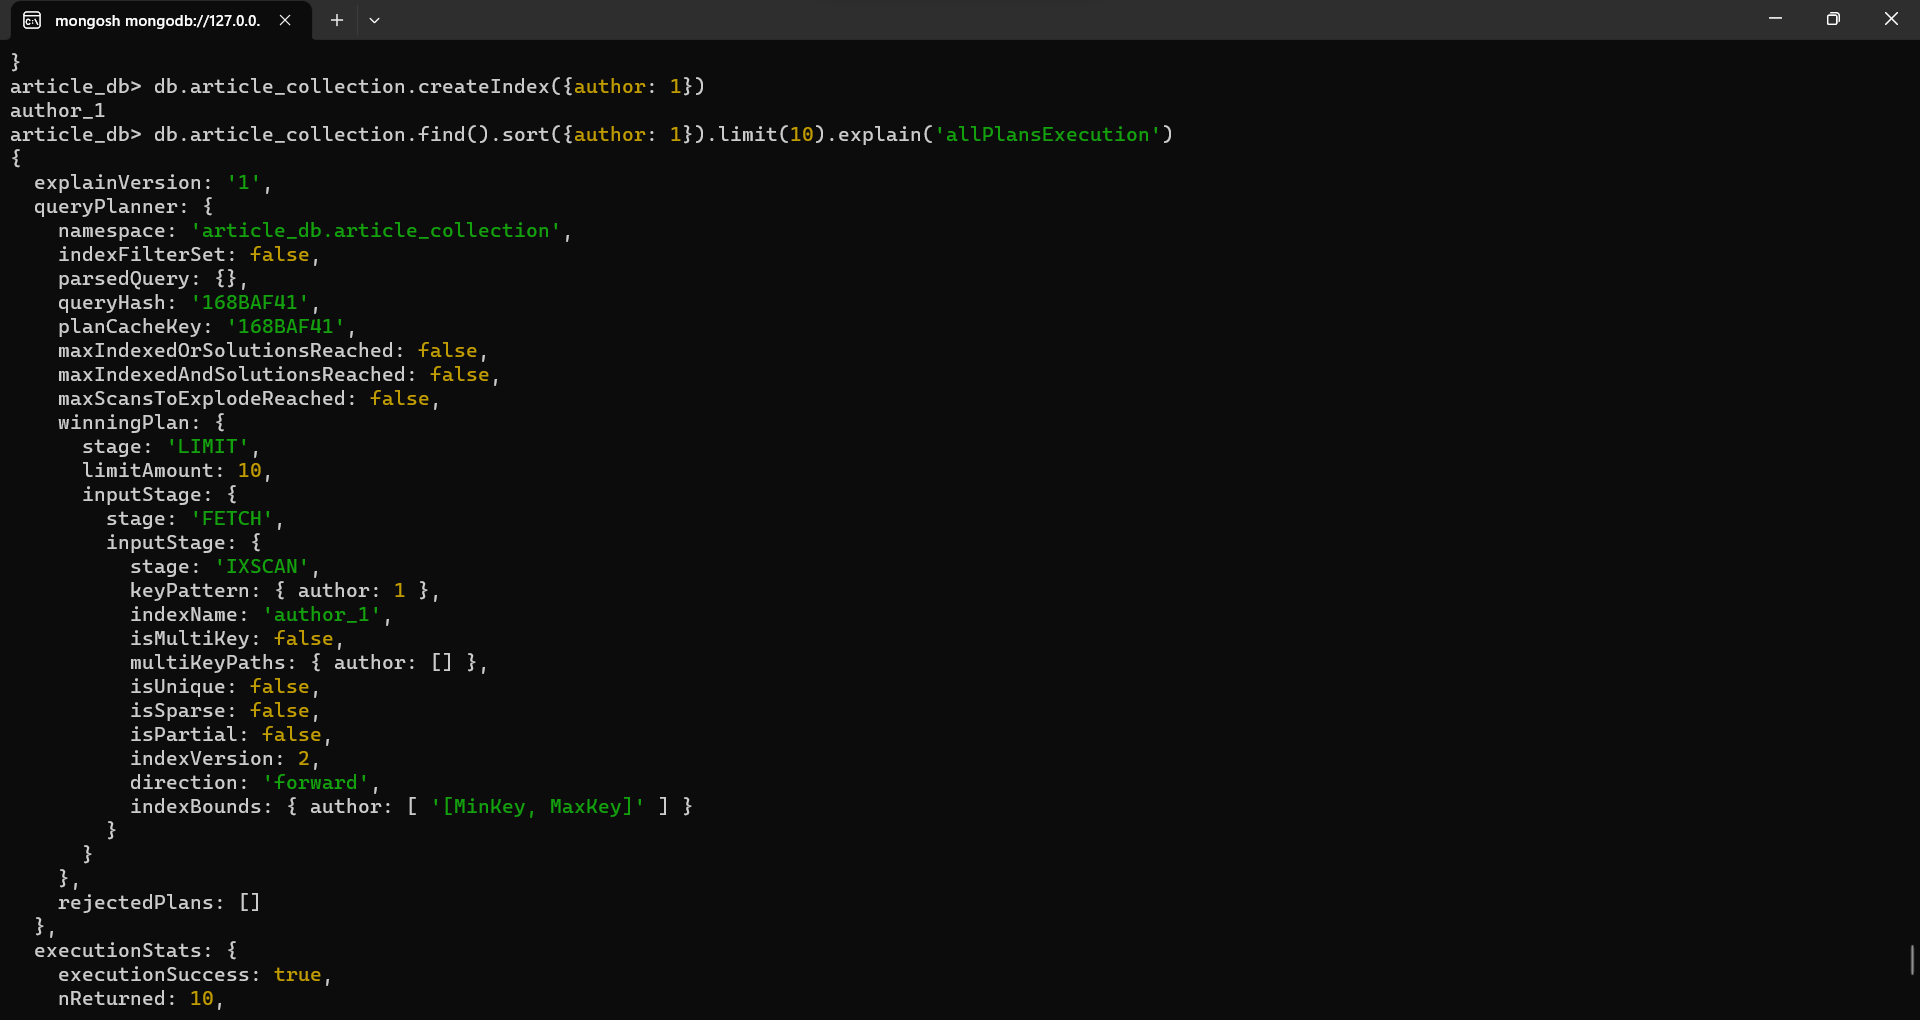 mongosh mongodb://127.0.0.
}
article_db> db.article_collection.createIndex({author: 1})
author_1
article_db> db.article_collection.find().sort({author: 1}).limit(10).explain('allPlansExecution')
{
  explainVersion: '1',
  queryPlanner: {
    namespace: 'article_db.article_collection',
    indexFilterSet: false,
    parsedQuery: {},
    queryHash: '168BAF41',
    planCacheKey: '168BAF41',
    maxIndexedOrSolutionsReached: false,
    maxIndexedAndSolutionsReached: false,
    maxScansToExplodeReached: false,
    winningPlan: {
      stage: 'LIMIT',
      limitAmount: 10,
      inputStage: {
        stage: 'FETCH',
        inputStage: {
          stage: 'IXSCAN',
          keyPattern: { author: 1 },
          indexName: 'author_1',
          isMultiKey: false,
          multiKeyPaths: { author: [] },
          isUnique: false,
          isSparse: false,
          isPartial: false,
          indexVersion: 2,
          direction: 'forward',
          indexBounds: { author: [ '[MinKey, MaxKey]' ] }
        }
      }
    },
    rejectedPlans: []
  },
  executionStats: {
    executionSuccess: true,
    nReturned: 10,